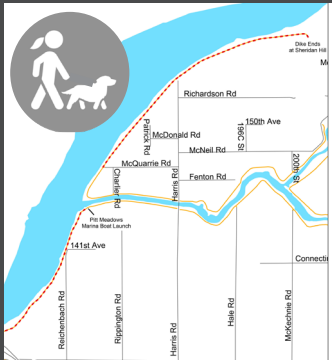 Dike Ends
at Sheridan Hill
Richardson Rd
150th Ave
Patrick Rd
McDonald Rd
196C St
McNeil Rd
McQuarrie Rd
200th St
Charlier Rd
Harris Rd
Fenton Rd
Pitt Meadows
Marina Boat Launch
141st Ave
Connecti
Reichenbach Rd
Rippington Rd
Harris Rd
Hale Rd
McKechnie Rd